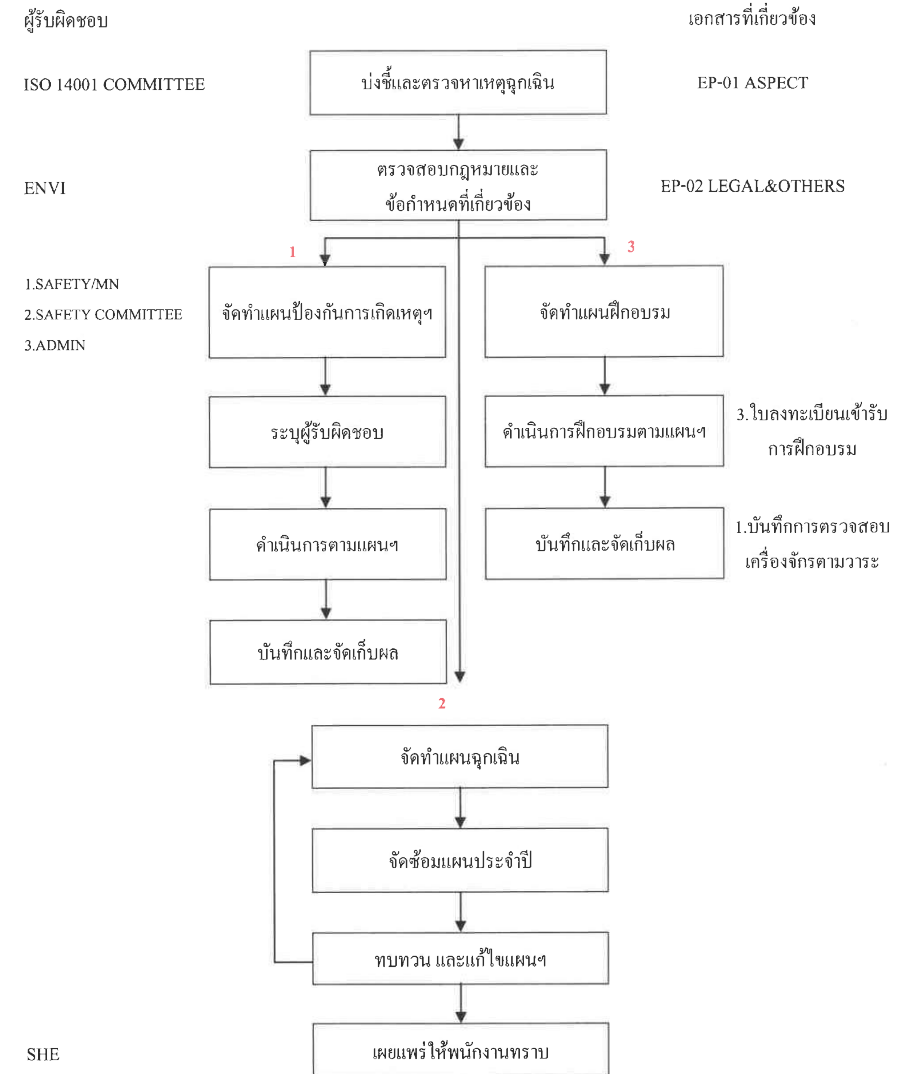 ผู้รับผิดชอบ
เอกสารที่เกี่ยวข้อง
ISO 14001 COMMITTEE
บ่งชี้และตรวจหาเหตุฉุกเฉิน
EP-01 ASPECT
ENVI
ตรวจสอบกฎหมายและ
ข้อกำหนดที่เกี่ยวข้อง
EP-02 LEGAL&OTHERS
1
3
1.SAFETY/MN
2.SAFETY COMMITTEE
3.ADMIN
จัดทำแผนป้องกันการเกิดเหตุฯ
จัดทำแผนฝึกอบรม
ระบุผู้รับผิดชอบ
ดำเนินการฝึกอบรมตามแผนฯ
3.ใบลงทะเบียนเข้ารับ
การฝึกอบรม
ดำเนินการตามแผนฯ
บันทึกและจัดเก็บผล
1.บันทึกการตรวจสอบ
เครื่องจักรตามวาระ
บันทึกและจัดเก็บผล
2
จัดทำแผนฉุกเฉิน
จัดซ้อมแผนประจำปี
ทบทวน และแก้ไขแผนฯ
SHE
เผยแพร่ให้พนักงานทราบ